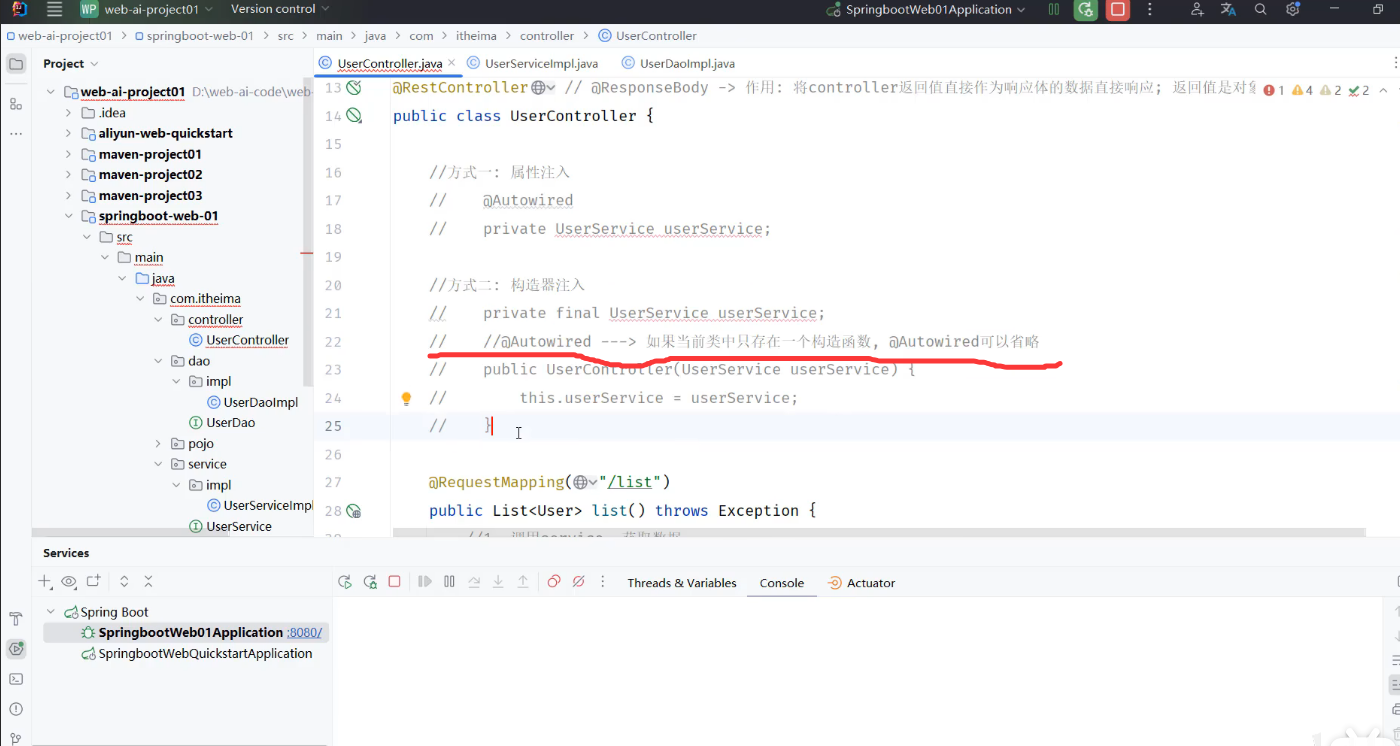 WP web-ai-project01 Version control SpringbootWeb01Application
web-ai-project01 > springboot-web-01 > src > main > java > com > itheima > controller > UserController
Project
UserController.java UserServiceImpl.java UserDaoImpl.java
web-ai-project01 D:\web-ai-code\web-
.idea
aliyun-web-quickstart
maven-project01
maven-project02
maven-project03
springboot-web-01
src
main
java
com.itheima
controller
UserController
dao
impl
UserDaoImpl
UserDao
pojo
service
impl
UserServiceImpl
UserService
13 @RestController // @ResponseBody -> 作用: 将controller返回值直接作为响应体的数据直接响应; 返回值是对象 1 4 2 2
14 public class UserController {
15
16 //方式一: 属性注入
17 // @Autowired
18 // private UserService userService;
19
20 //方式二: 构造器注入
21 // private final UserService userService;
22 // //@Autowired ---> 如果当前类中只存在一个构造函数, @Autowired可以省略
23 // public UserController(UserService userService) {
24 // this.userService = userService;
25 // }
26
27 @RequestMapping("/list")
28 public List<User> list() throws Exception {
Services
Threads & Variables Console Actuator
Spring Boot
SpringbootWeb01Application :8080/
SpringbootWebQuickstartApplication